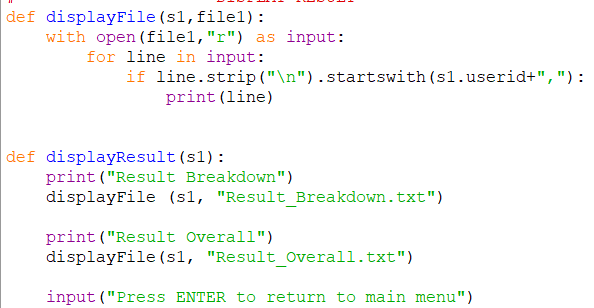 def displayFile(s1,file1):
    with open(file1,"r") as input:
        for line in input:
            if line.strip("\n").startswith(s1.userid+","):
                print(line)
def displayResult(s1):
    print("Result Breakdown")
    displayFile (s1, "Result_Breakdown.txt")
    print("Result Overall")
    displayFile(s1, "Result_Overall.txt")
    input("Press ENTER to return to main menu")